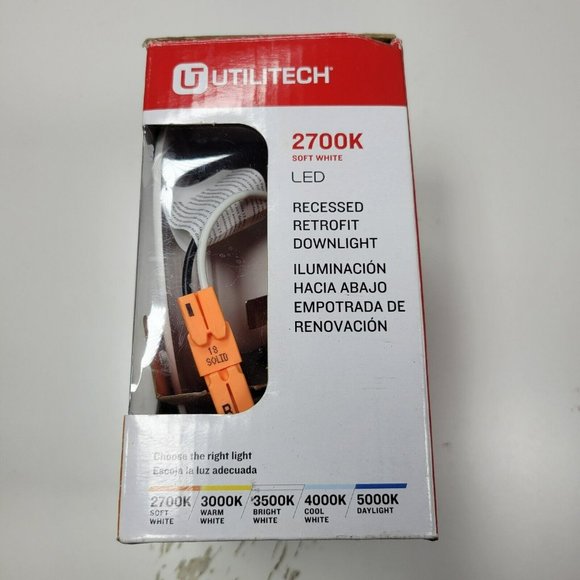 UTILITECH
2700K
SOFT WHITE
LED
RECESSED
RETROFIT
DOWNLIGHT
ILUMINACIÓN
HACIA ABAJO
EMPOTRADA DE
RENOVACIÓN
18
SOLID
Choose the right light
Escoja la luz adecuada
2700K 3000K 3500K 4000K 5000K
SOFT WARM BRIGHT COOL DAYLIGHT
WHITE WHITE WHITE WHITE